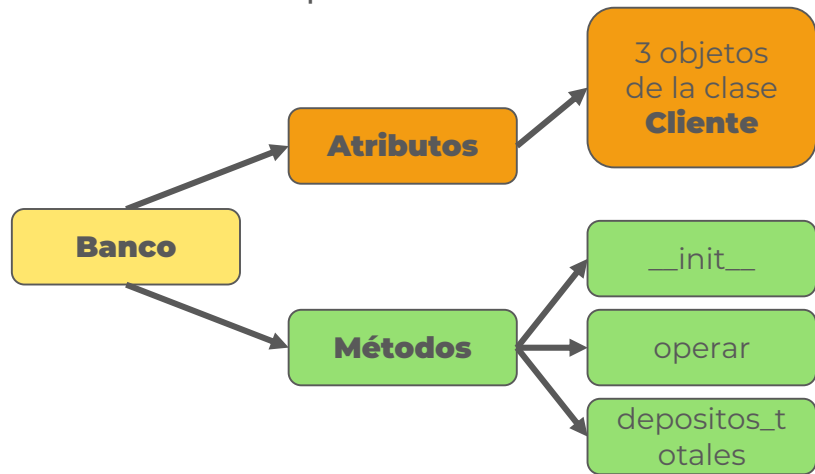 3 objetos
de la clase
Cliente
Atributos
Banco
__init__
Métodos
operar
depositos_t
otales